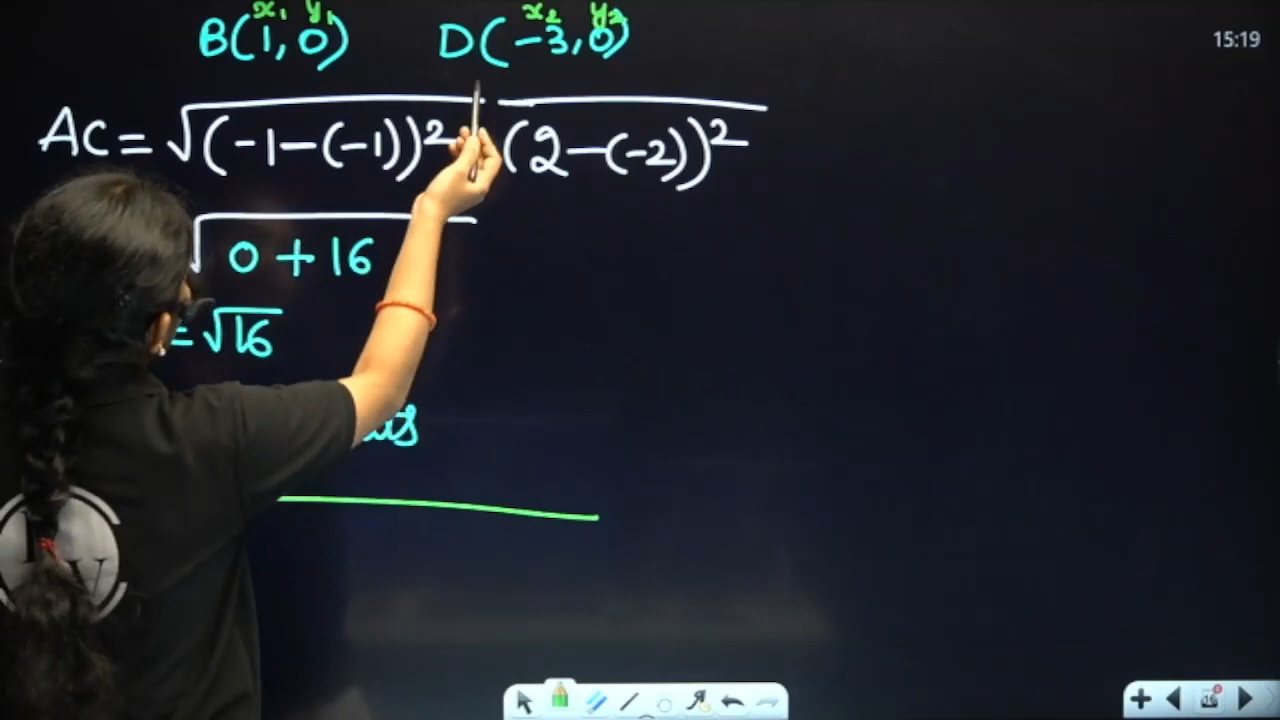 x₁ y₁ x₂ y₂
B(1,0) D(-3,0)
15:19
AC = √(-1-(-1))² (2-(-2))²
√0 + 16
= √16